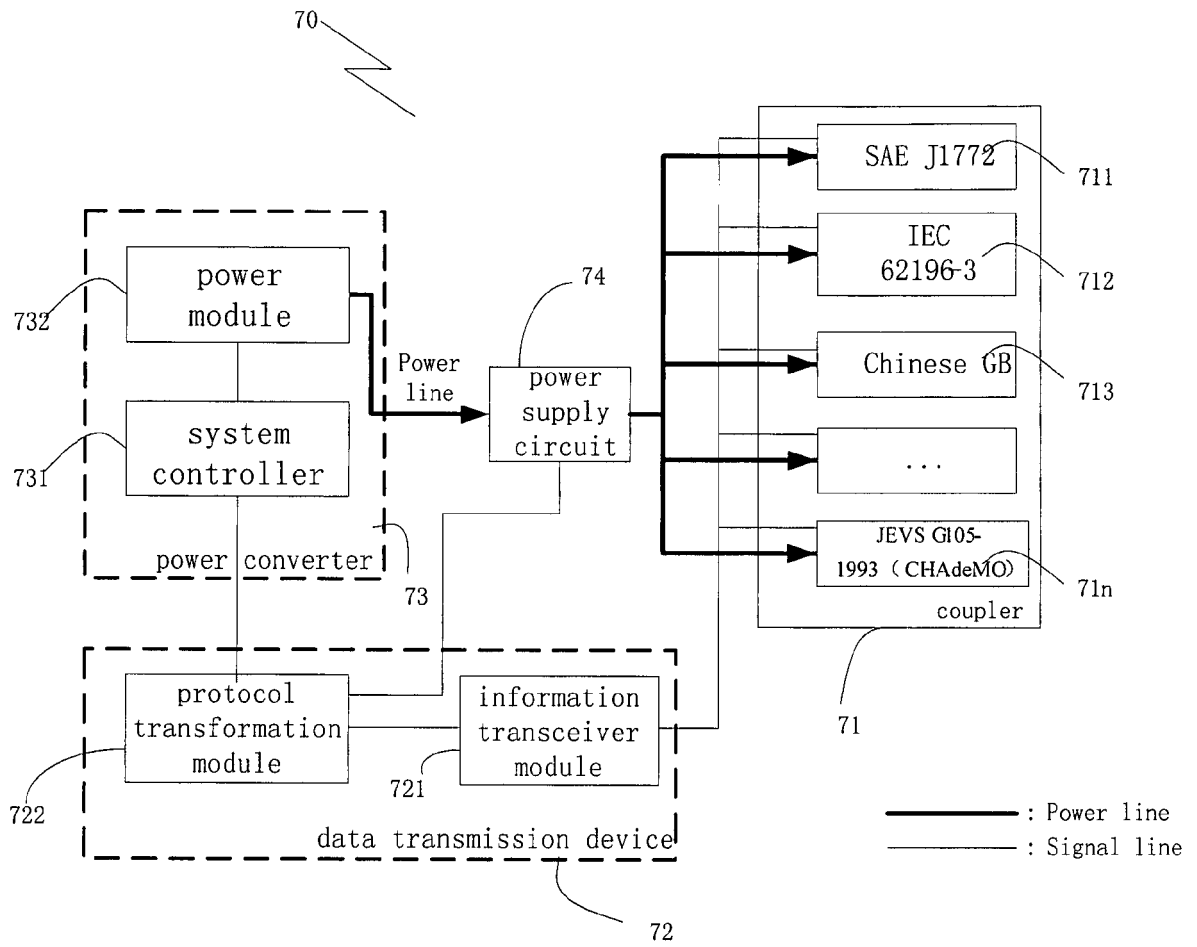 70
SAE J1772
711
IEC
62196-3
712
power
module
732
74
Chinese GB
713
Power
line
power
supply
circuit
system
controller
731
...
power converter
73
JEVS G105-
1993 (CHAdeMO)
71n
coupler
71
protocol
transformation
module
722
information
transceiver
module
721
data transmission device
72
: Power line
: Signal line